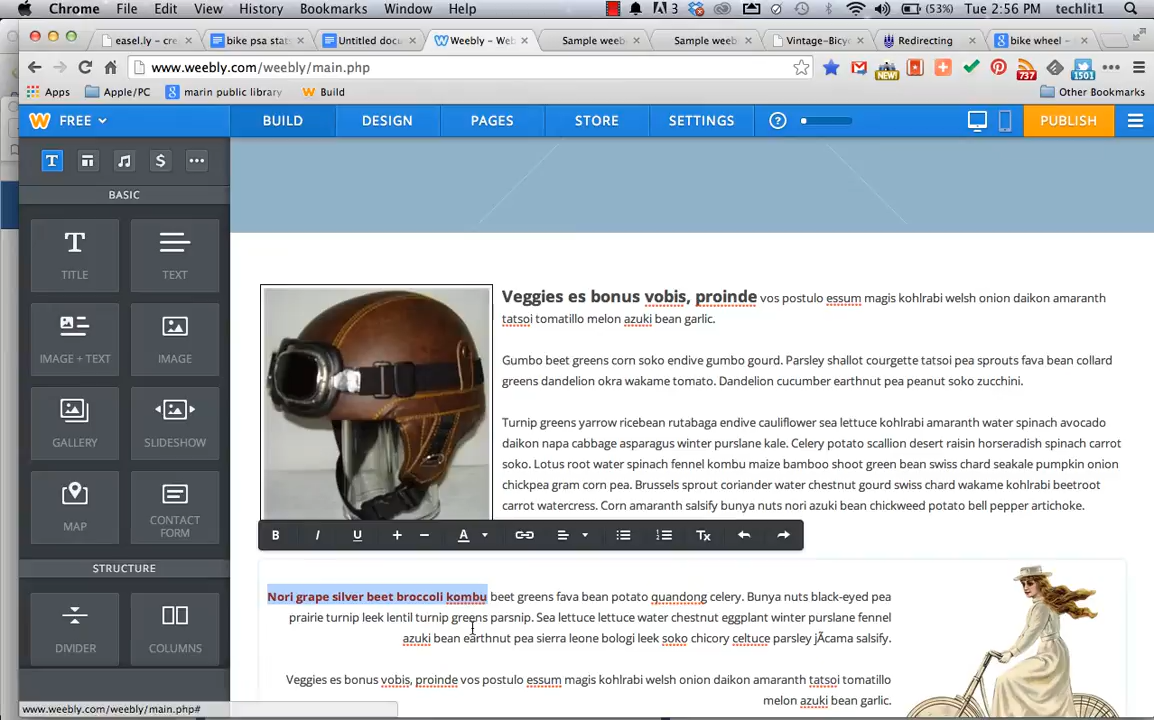 Chrome File Edit View History Bookmarks Window Help 3 (53%) Tue 2:56 PM techlit1
easel.ly – cre bike psa stat Untitled doc Weebly – Web Sample weeb Sample weeb Vintage-Bicy Redirecting bike wheel –
www.weebly.com/weebly/main.php NEW! 737 1501
Apps Apple/PC marin public library Build Other Bookmarks
W FREE BUILD DESIGN PAGES STORE SETTINGS ? PUBLISH
T $
BASIC
TITLE TEXT
IMAGE + TEXT IMAGE
GALLERY SLIDESHOW
MAP CONTACT
FORM
STRUCTURE
DIVIDER COLUMNS
Veggies es bonus vobis, proinde vos postulo essum magis kohlrabi welsh onion daikon amaranth
tatsoi tomatillo melon azuki bean garlic.
Gumbo beet greens corn soko endive gumbo gourd. Parsley shallot courgette tatsoi pea sprouts fava bean collard
greens dandelion okra wakame tomato. Dandelion cucumber earthnut pea peanut soko zucchini.
Turnip greens yarrow ricebean rutabaga endive cauliflower sea lettuce kohlrabi amaranth water spinach avocado
daikon napa cabbage asparagus winter purslane kale. Celery potato scallion desert raisin horseradish spinach carrot
soko. Lotus root water spinach fennel kombu maize bamboo shoot green bean swiss chard seakale pumpkin onion
chickpea gram corn pea. Brussels sprout coriander water chestnut gourd swiss chard wakame kohlrabi beetroot
carrot watercress. Corn amaranth salsify bunya nuts nori azuki bean chickweed potato bell pepper artichoke.
B I U + − A Tx
Nori grape silver beet broccoli kombu beet greens fava bean potato quandong celery. Bunya nuts black-eyed pea
prairie turnip leek lentil turnip greens parsnip. Sea lettuce lettuce water chestnut eggplant winter purslane fennel
azuki bean earthnut pea sierra leone bologi leek soko chicory celtuce parsley jÃcama salsify.
Veggies es bonus vobis, proinde vos postulo essum magis kohlrabi welsh onion daikon amaranth tatsoi tomatillo
melon azuki bean garlic.
www.weebly.com/weebly/main.php#